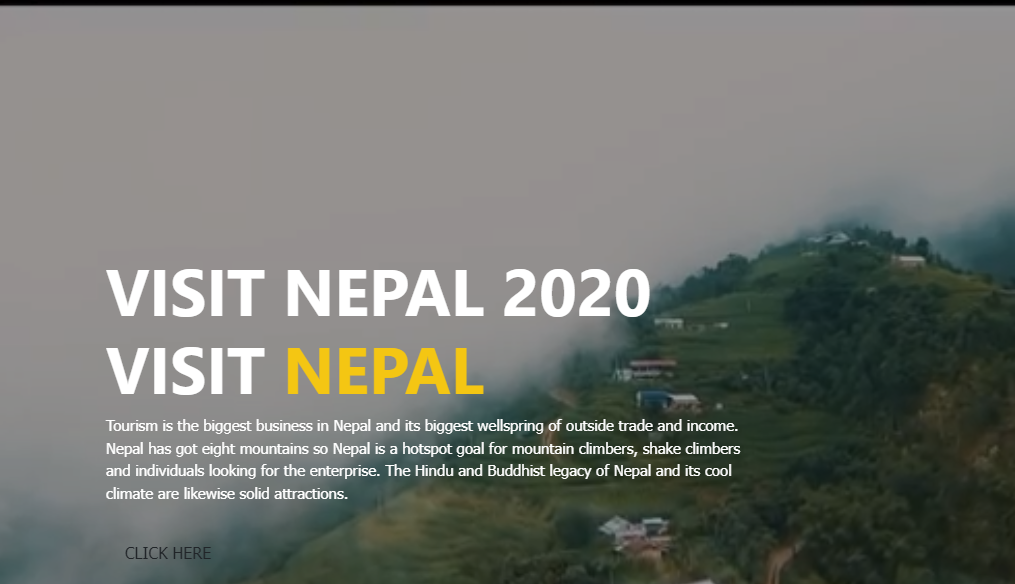 VISIT NEPAL 2020
VISIT NEPAL
Tourism is the biggest business in Nepal and its biggest wellspring of outside trade and income.
Nepal has got eight mountains so Nepal is a hotspot goal for mountain climbers, shake climbers
and individuals looking for the enterprise. The Hindu and Buddhist legacy of Nepal and its cool
climate are likewise solid attractions.
CLICK HERE